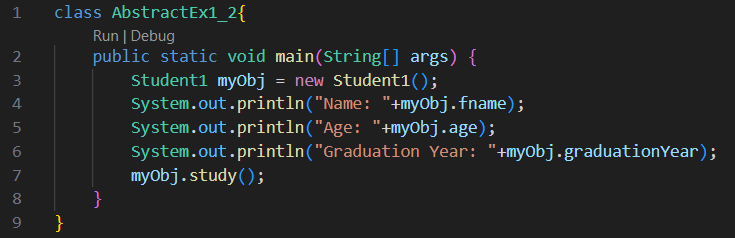 1 class AbstractEx1_2{
Run | Debug
2 public static void main(String[] args) {
3 Student1 myObj = new Student1();
4 System.out.println("Name: "+myObj.fname);
5 System.out.println("Age: "+myObj.age);
6 System.out.println("Graduation Year: "+myObj.graduationYear);
7 myObj.study();
8 }
9 }